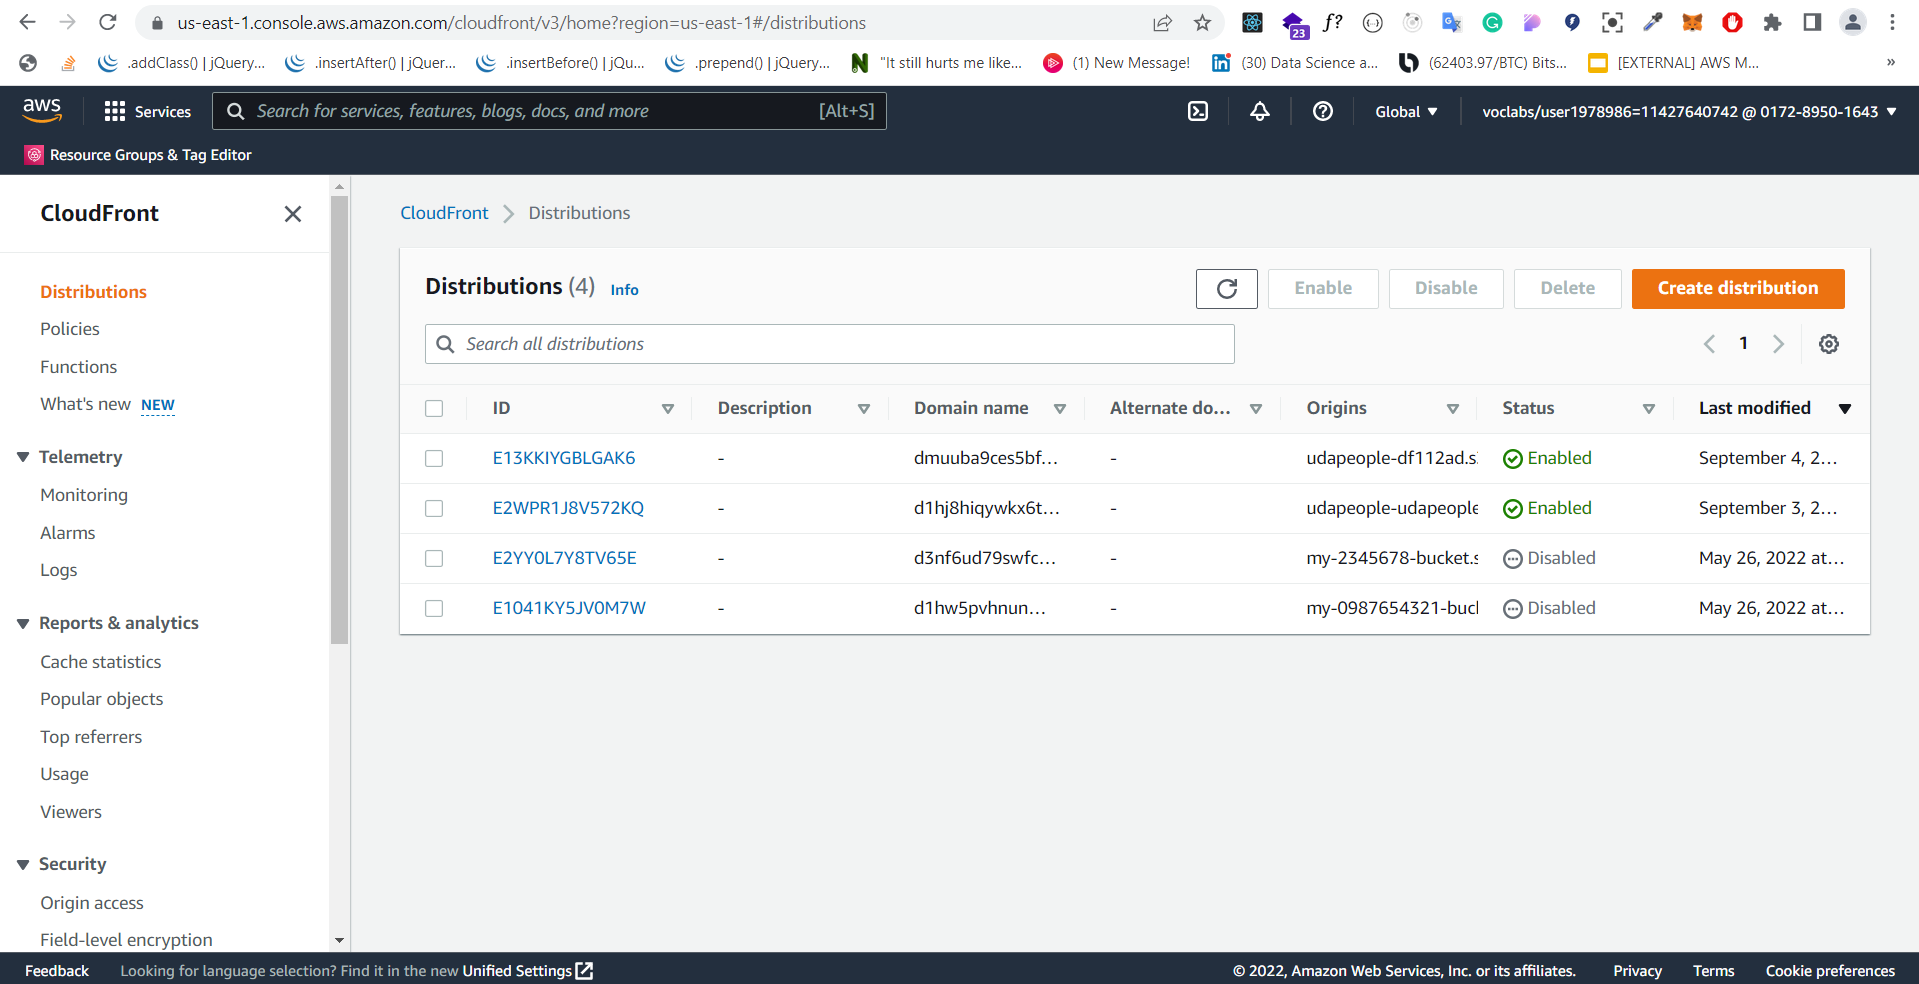 us-east-1.console.aws.amazon.com/cloudfront/v3/home?region=us-east-1#/distributions
23
f?
.addClass() | jQuery... .insertAfter() | jQuer... .insertBefore() | jQu... .prepend() | jQuery... "It still hurts me like... (1) New Message! (30) Data Science a... (62403.97/BTC) Bits... [EXTERNAL] AWS M... »
aws Services Search for services, features, blogs, docs, and more [Alt+S] Global voclabs/user1978986=11427640742 @ 0172-8950-1643
Resource Groups & Tag Editor
CloudFront
Distributions
Policies
Functions
What's new NEW
Telemetry
Monitoring
Alarms
Logs
Reports & analytics
Cache statistics
Popular objects
Top referrers
Usage
Viewers
Security
Origin access
Field-level encryption
CloudFront Distributions
Distributions (4) Info Enable Disable Delete Create distribution
Search all distributions 1
ID Description Domain name Alternate do... Origins Status Last modified
E13KKIYGBLGAK6 - dmuuba9ces5bf... - udapeople-df112ad.s Enabled September 4, 2...
E2WPR1J8V572KQ - d1hj8hiqywkx6t... - udapeople-udapeople Enabled September 3, 2...
E2YY0L7Y8TV65E - d3nf6ud79swfc... - my-2345678-bucket.s Disabled May 26, 2022 at...
E1041KY5JV0M7W - d1hw5pvhnun... - my-0987654321-bucl Disabled May 26, 2022 at...
Feedback Looking for language selection? Find it in the new Unified Settings © 2022, Amazon Web Services, Inc. or its affiliates. Privacy Terms Cookie preferences